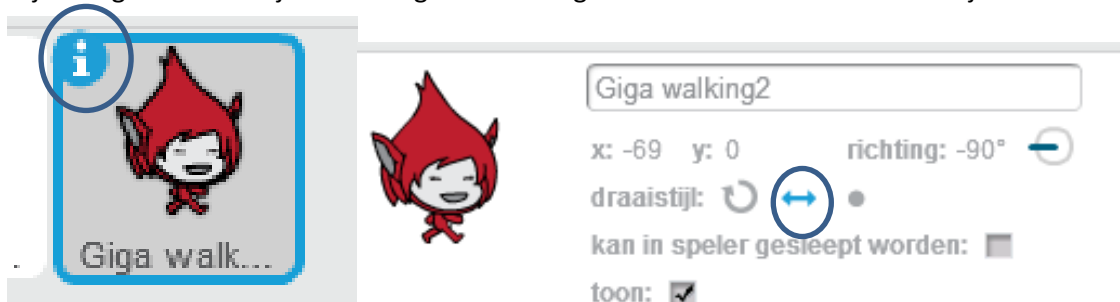 i
Giga walk...
Giga walking2
x: -69 y: 0 richting: -90°
draaistijl:
kan in speler gesleept worden:
toon: